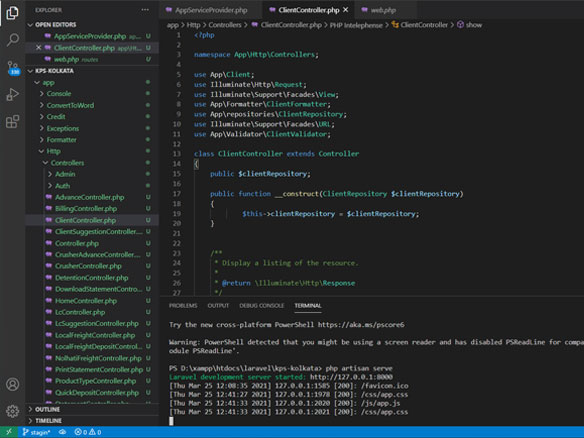 EXPLORER
OPEN EDITORS
AppServiceProvider.php ap...
ClientController.php app\Ht...
web.php routes
KPS-KOLKATA
app
Console
ConvertToWord
Credit
Exceptions
Formatter
Http
Controllers
Admin
Auth
AdvanceController.php U
BillingController.php U
ClientController.php U
ClientSuggestionController.... U
Controller.php U
CrusherAdvanceController.... U
CrusherController.php U
DetentionController.php U
DownloadStatementContro... U
HomeController.php U
LcController.php U
LcSuggestionController.php U
LocalFreightController.php U
LocalFreightDepositControl... U
NolhatiFreightController.php U
PrintStatementController.php U
ProductTypeController.php U
QuickDepositController.php U
OUTLINE
TIMELINE
AppServiceProvider.php
ClientController.php U
web.php
app > Http > Controllers > ClientController.php > PHP Intelephense > ClientController > show
1 <?php
2
3 namespace App\Http\Controllers;
4
5 use App\Client;
6 use Illuminate\Http\Request;
7 use Illuminate\Support\Facades\View;
8 use App\Formatter\ClientFormatter;
9 use App\repositories\ClientRepository;
10 use Illuminate\Support\Facades\URL;
11 use App\Validator\ClientValidator;
12
13 class ClientController extends Controller
14 {
15 public $clientRepository;
16
17 public function __construct(ClientRepository $clientRepository)
18 {
19 $this->clientRepository = $clientRepository;
20 }
21
22
23 /**
24 * Display a listing of the resource.
25 *
26 * @return \Illuminate\Http\Response
27 */
PROBLEMS OUTPUT DEBUG CONSOLE TERMINAL
Try the new cross-platform PowerShell https://aka.ms/pscore6
Warning: PowerShell detected that you might be using a screen reader and has disabled PSReadLine for compa
odule PSReadLine'.
PS D:\xampp\htdocs\laravel\kps-kolkata> php artisan serve
Laravel development server started: http://127.0.0.1:8000
[Thu Mar 25 12:08:35 2021] 127.0.0.1:1585 [200]: /favicon.ico
[Thu Mar 25 12:41:27 2021] 127.0.0.1:1978 [200]: /css/app.css
[Thu Mar 25 12:41:33 2021] 127.0.0.1:2020 [200]: /js/app.js
[Thu Mar 25 12:41:33 2021] 127.0.0.1:2021 [200]: /css/app.css
stagin* 0 0